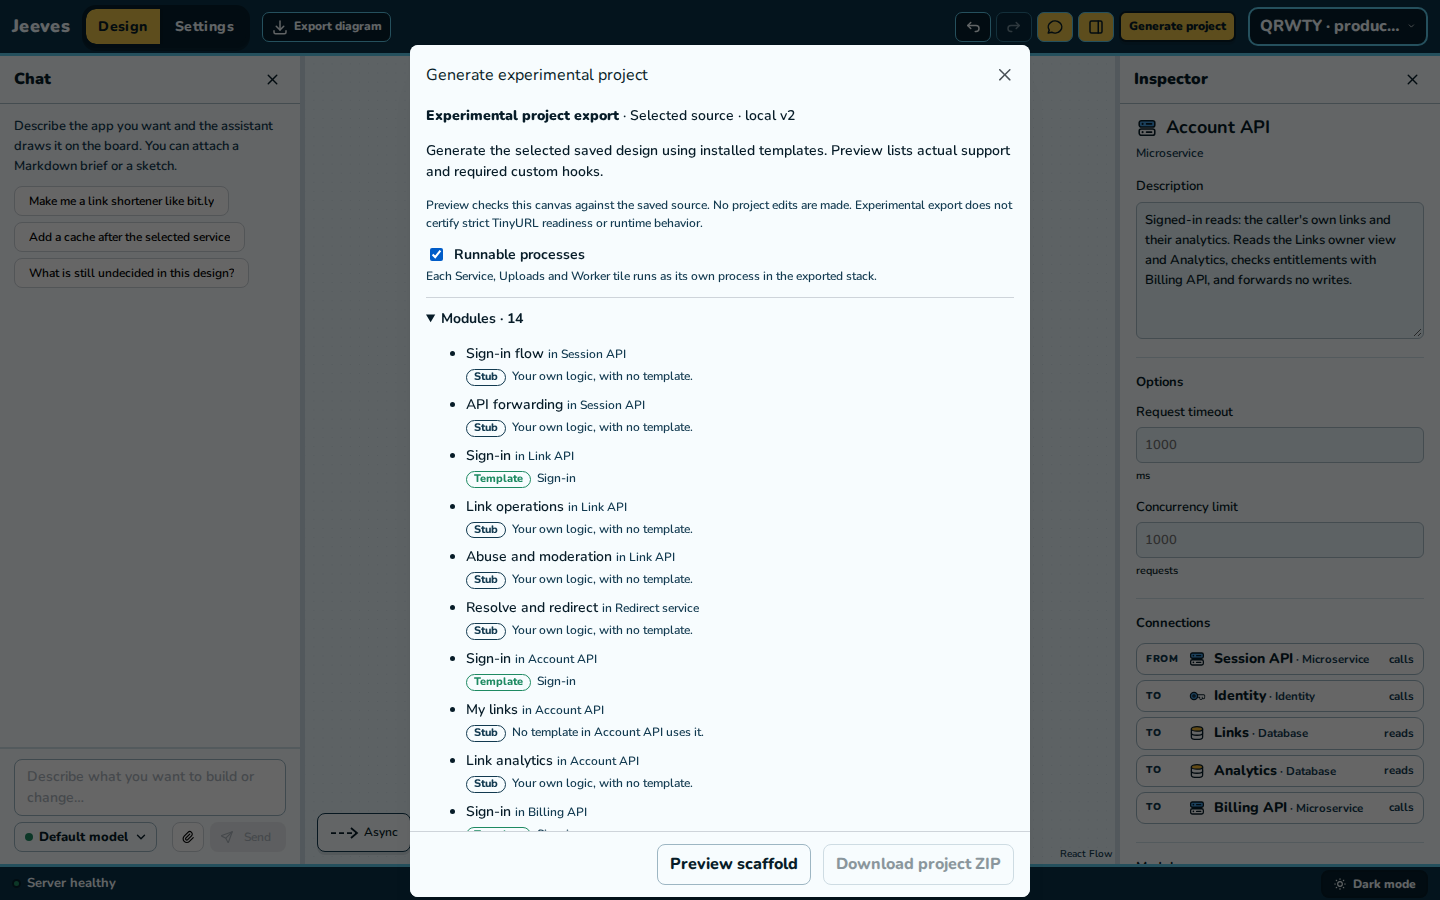 Jeeves
Design
Settings
Export diagram
Generate project
QRWTY · produc...
Chat
Describe the app you want and the assistant
draws it on the board. You can attach a
Markdown brief or a sketch.
Make me a link shortener like bit.ly
Add a cache after the selected service
What is still undecided in this design?
Describe what you want to build or
change...
Default model
Send
Async
React Flow
Server healthy
Dark mode
Generate experimental project
Experimental project export · Selected source · local v2
Generate the selected saved design using installed templates. Preview lists actual support
and required custom hooks.
Preview checks this canvas against the saved source. No project edits are made. Experimental export does not
certify strict TinyURL readiness or runtime behavior.
Runnable processes
Each Service, Uploads and Worker tile runs as its own process in the exported stack.
Modules · 14
Sign-in flow in Session API
Stub Your own logic, with no template.
API forwarding in Session API
Stub Your own logic, with no template.
Sign-in in Link API
Template Sign-in
Link operations in Link API
Stub Your own logic, with no template.
Abuse and moderation in Link API
Stub Your own logic, with no template.
Resolve and redirect in Redirect service
Stub Your own logic, with no template.
Sign-in in Account API
Template Sign-in
My links in Account API
Stub No template in Account API uses it.
Link analytics in Account API
Stub Your own logic, with no template.
Sign-in in Billing API
Preview scaffold
Download project ZIP
Inspector
Account API
Microservice
Description
Signed-in reads: the caller's own links and
their analytics. Reads the Links owner view
and Analytics, checks entitlements with
Billing API, and forwards no writes.
Options
Request timeout
1000
ms
Concurrency limit
1000
requests
Connections
FROM Session API · Microservice calls
TO Identity · Identity calls
TO Links · Database reads
TO Analytics · Database reads
TO Billing API · Microservice calls